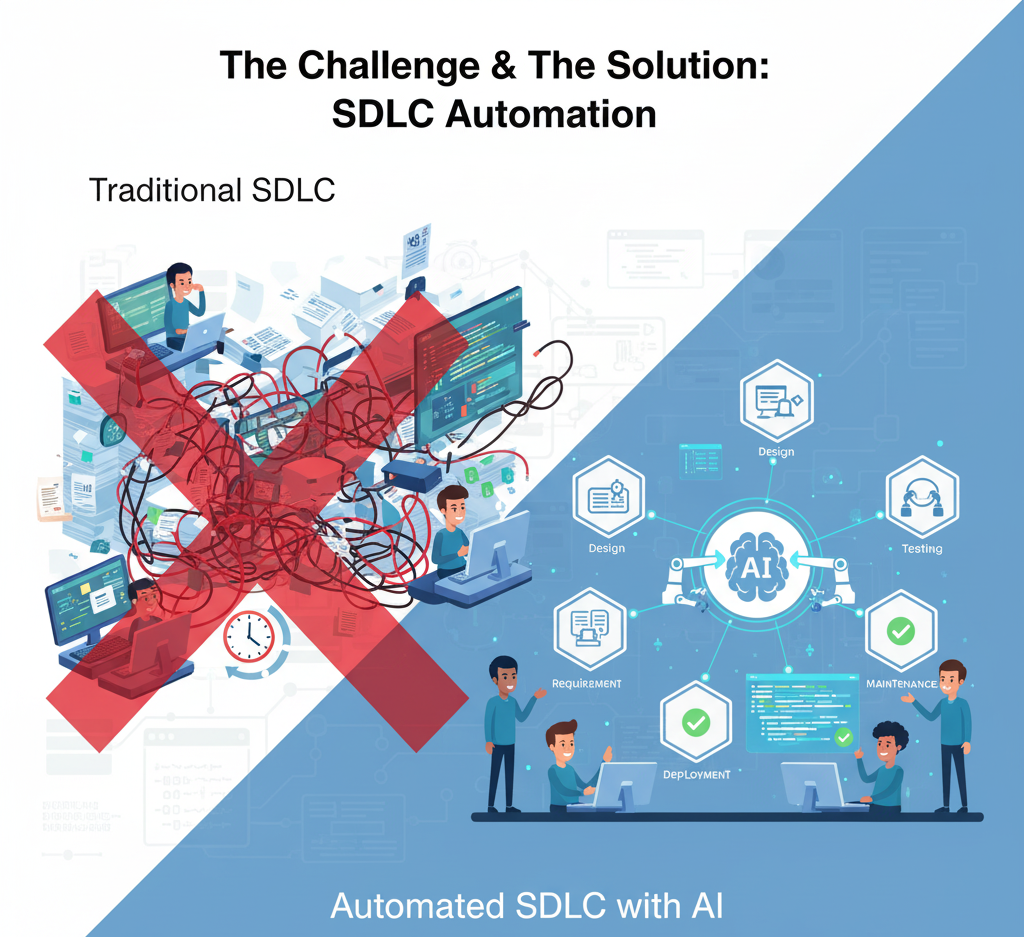 The Challenge & The Solution:
SDLC Automation
Traditional SDLC
Design
Design
Testing
AI
Requirement
MAINTENANCE
DepLOYMENT
Automated SDLC with AI